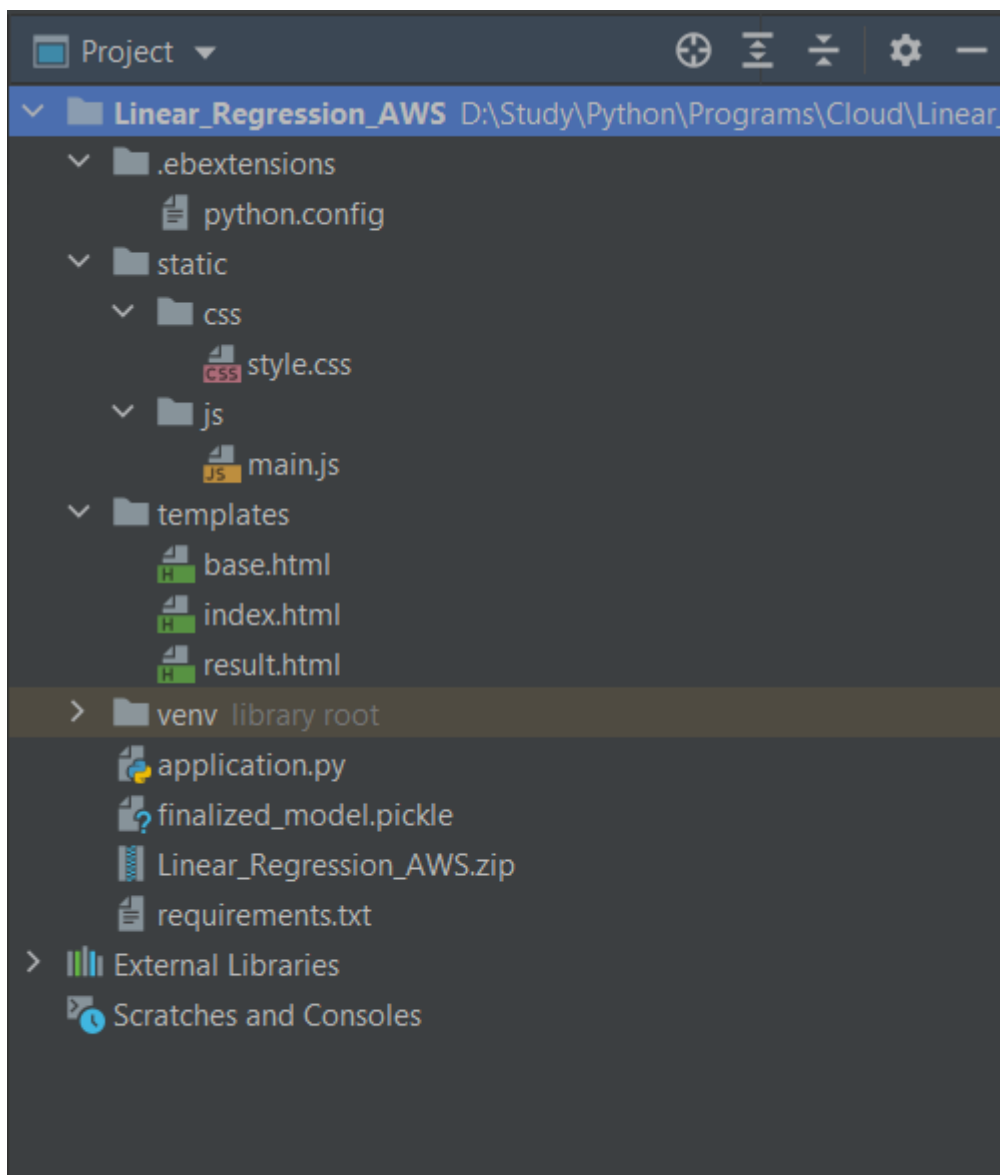 Project
Linear_Regression_AWS D:\Study\Python\Programs\Cloud\Linear_
.ebextensions
python.config
static
css
CSS style.css
js
JS main.js
templates
H base.html
H index.html
H result.html
venv library root
application.py
finalized_model.pickle
Linear_Regression_AWS.zip
requirements.txt
External Libraries
Scratches and Consoles